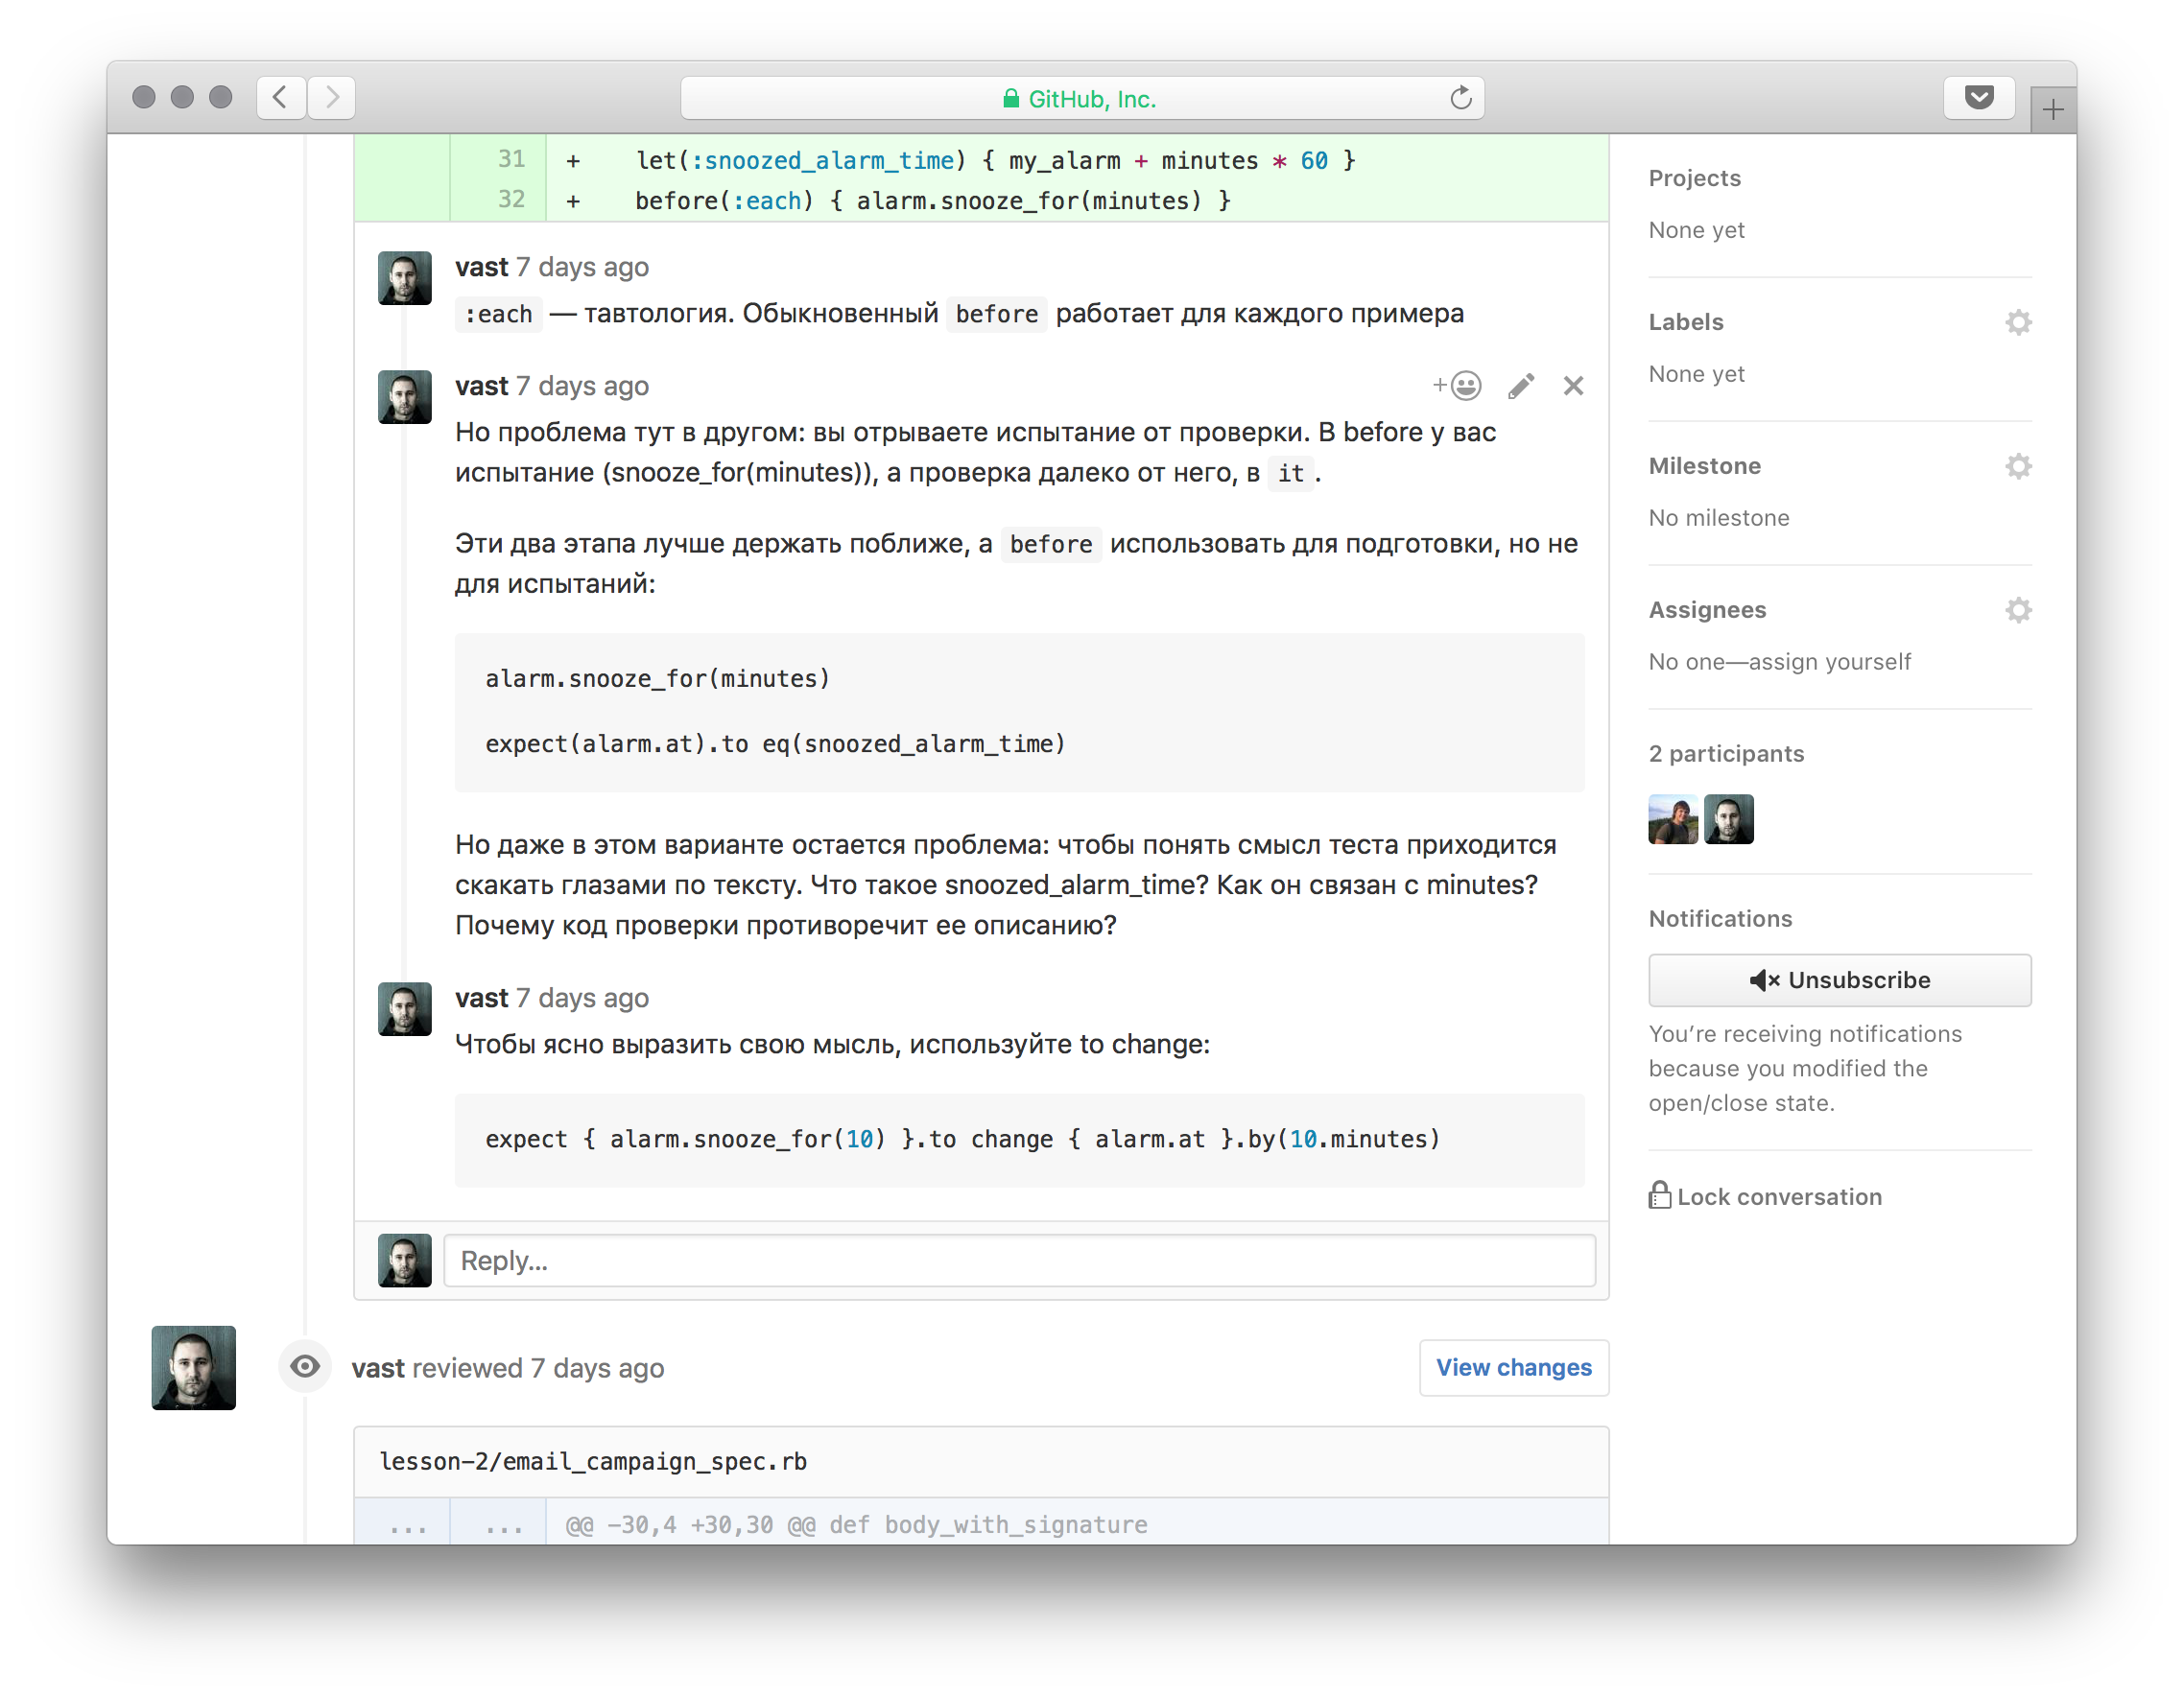 GitHub, Inc.
31 + let(:snoozed_alarm_time) { my_alarm + minutes * 60 }
32 + before(:each) { alarm.snooze_for(minutes) }
vast 7 days ago
:each — тавтология. Обыкновенный before работает для каждого примера
vast 7 days ago
Но проблема тут в другом: вы отрываете испытание от проверки. В before у вас
испытание (snooze_for(minutes)), а проверка далеко от него, в it.
Эти два этапа лучше держать поближе, а before использовать для подготовки, но не
для испытаний:
alarm.snooze_for(minutes)
expect(alarm.at).to eq(snoozed_alarm_time)
Но даже в этом варианте остается проблема: чтобы понять смысл теста приходится
скакать глазами по тексту. Что такое snoozed_alarm_time? Как он связан с minutes?
Почему код проверки противоречит ее описанию?
vast 7 days ago
Чтобы ясно выразить свою мысль, используйте to change:
expect { alarm.snooze_for(10) }.to change { alarm.at }.by(10.minutes)
Reply...
vast reviewed 7 days ago
View changes
lesson-2/email_campaign_spec.rb
... ... @@ -30,4 +30,30 @@ def body_with_signature
Projects
None yet
Labels
None yet
Milestone
No milestone
Assignees
No one—assign yourself
2 participants
Notifications
Unsubscribe
You’re receiving notifications
because you modified the
open/close state.
Lock conversation